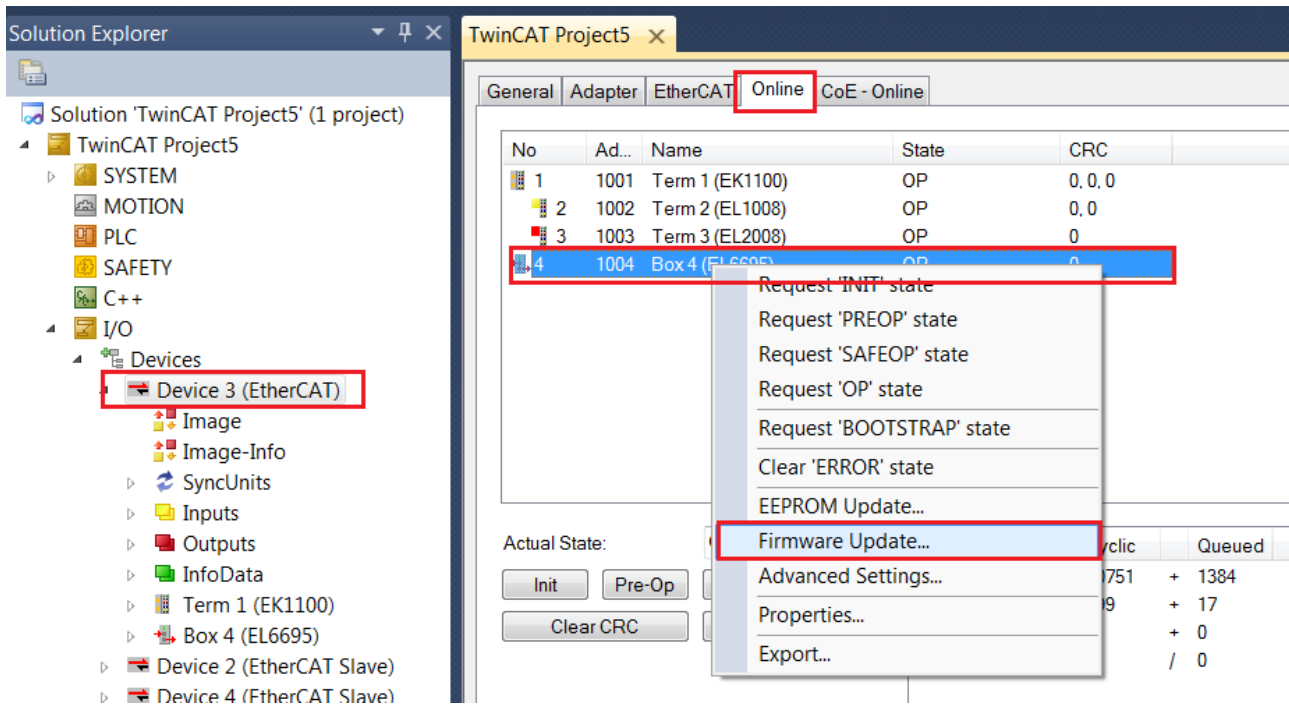 Solution Explorer
Solution 'TwinCAT Project5' (1 project)
TwinCAT Project5
SYSTEM
MOTION
PLC
SAFETY
C++
I/O
Devices
Device 3 (EtherCAT)
Image
Image-Info
SyncUnits
Inputs
Outputs
InfoData
Term 1 (EK1100)
Box 4 (EL6695)
Device 2 (EtherCAT Slave)
Device 4 (EtherCAT Slave)
TwinCAT Project5
General Adapter EtherCAT Online CoE - Online
No Ad... Name State CRC
1 1001 Term 1 (EK1100) OP 0, 0, 0
2 1002 Term 2 (EL1008) OP 0, 0
3 1003 Term 3 (EL2008) OP 0
4 1004 Box 4 (EL6695) OP 0
Request 'INIT' state
Request 'PREOP' state
Request 'SAFEOP' state
Request 'OP' state
Request 'BOOTSTRAP' state
Clear 'ERROR' state
EEPROM Update...
Firmware Update...
Advanced Settings...
Properties...
Export...
Actual State:
Init Pre-Op
Clear CRC
yclic Queued
751 + 1384
9 + 17
+ 0
/ 0